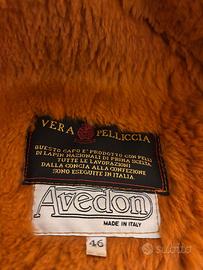 VERA PELLICCIA
QUESTO CAPO E' PRODOTTO CON PELLI
DI LAPIN NAZIONALI DI PRIMA SCELTA
TUTTE LE LAVORAZIONI
DALLA CONCIA ALLA CONFEZIONE
SONO ESEGUITE IN ITALIA.
Avedon
MADE IN ITALY
46
subito